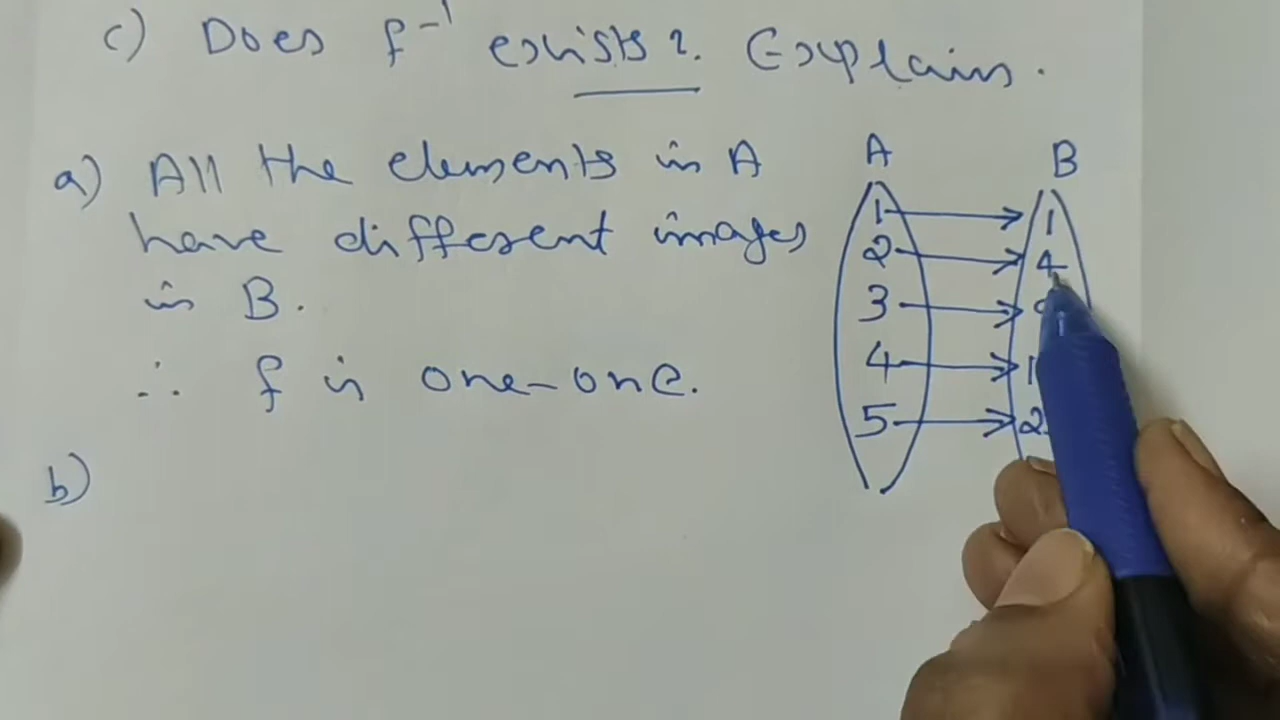 c) Does f⁻¹ exists?. Explain.
a) All the elements in A
have different images
in B.
∴ f is one-one.
b)
A B
1 1
2 4
3
4
5